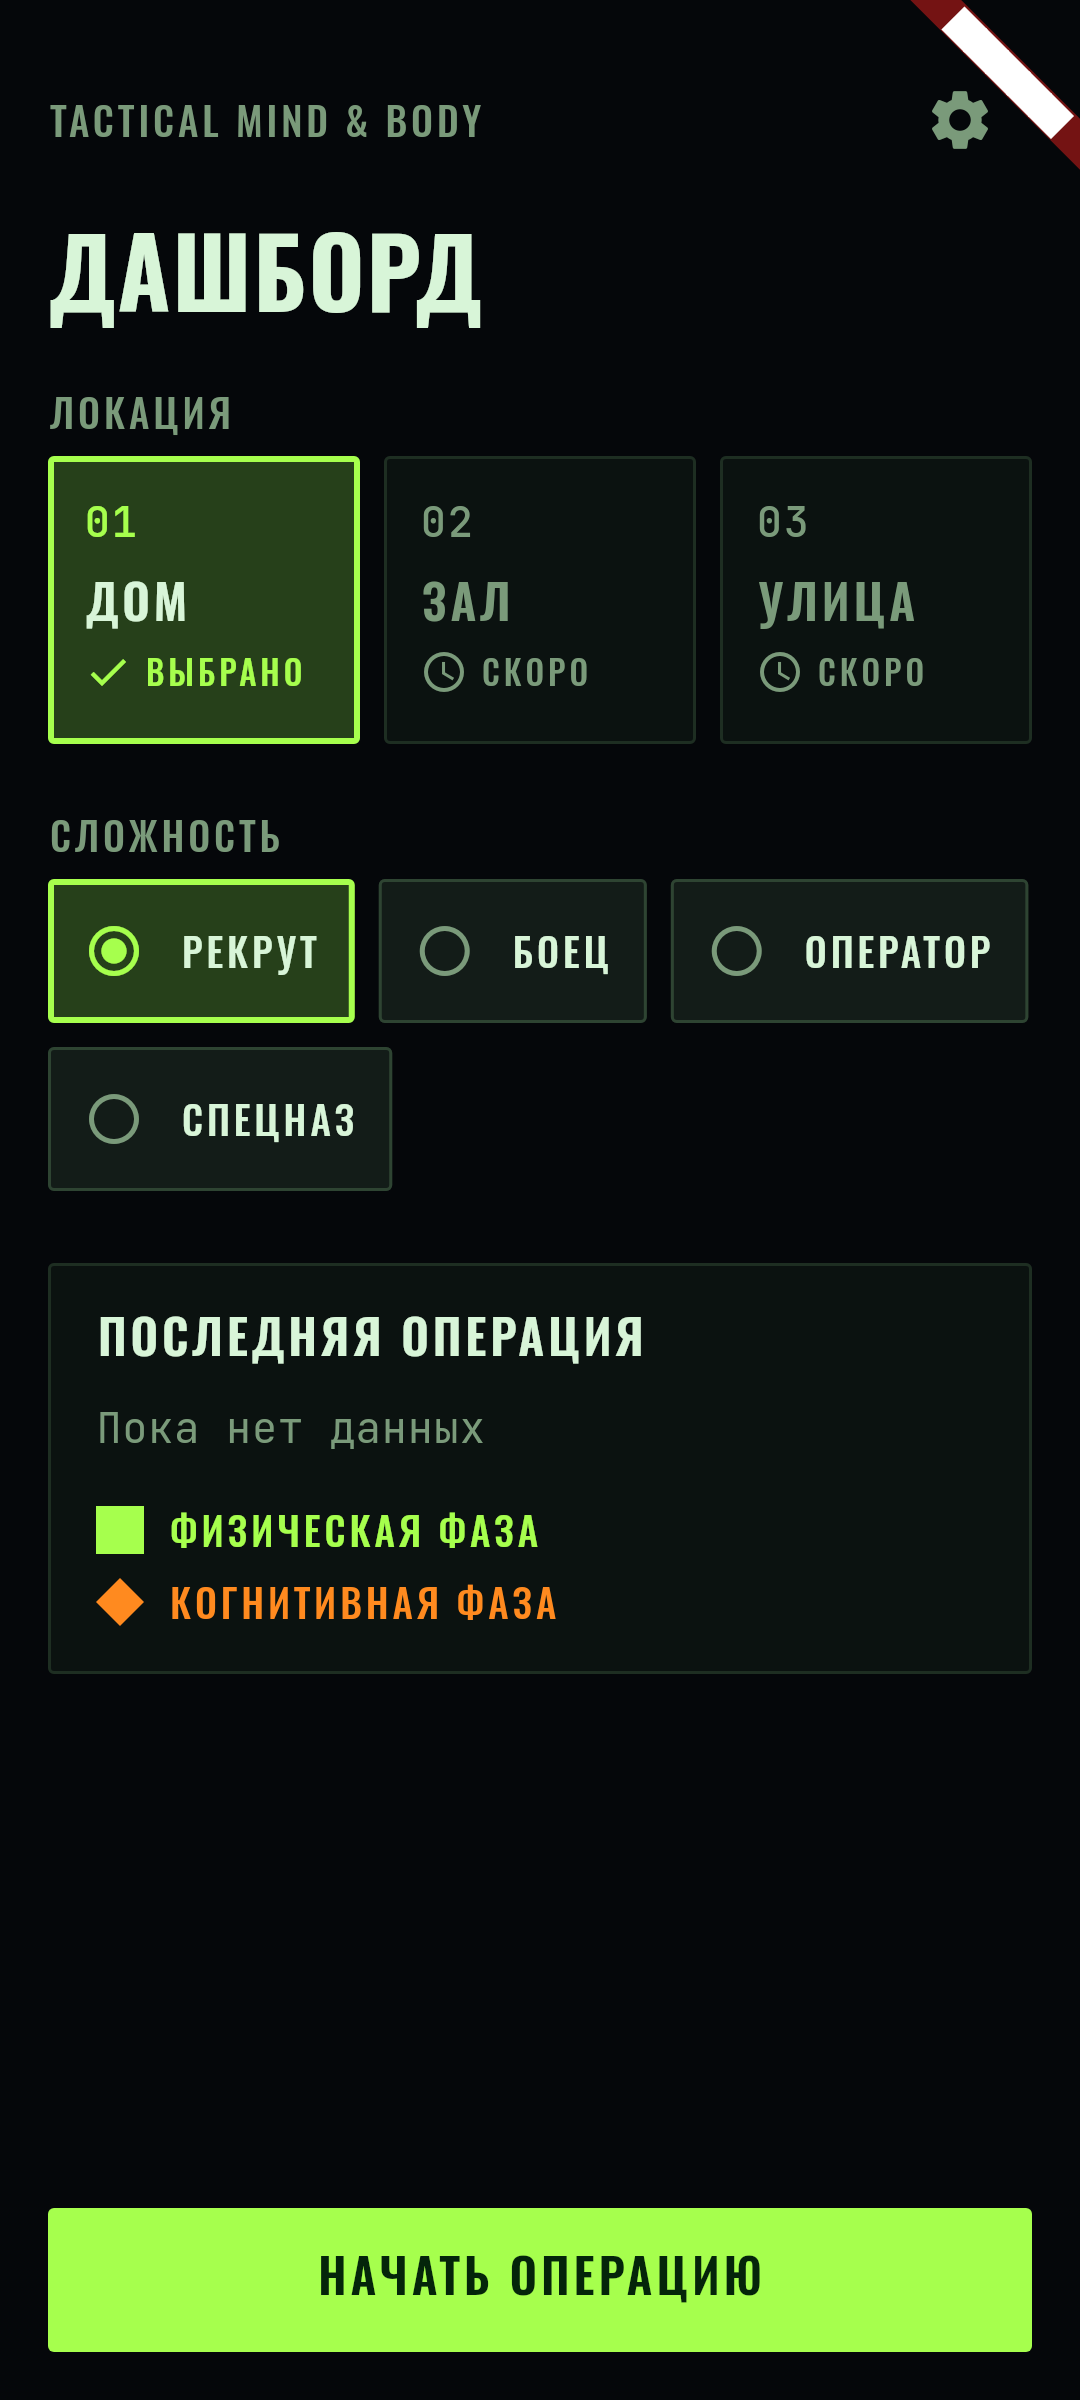 TACTICAL MIND & BODY
ДАШБОРД
ЛОКАЦИЯ
01
ДОМ
ВЫБРАНО
02
ЗАЛ
СКОРО
03
УЛИЦА
СКОРО
СЛОЖНОСТЬ
РЕКРУТ
БОЕЦ
ОПЕРАТОР
СПЕЦНАЗ
ПОСЛЕДНЯЯ ОПЕРАЦИЯ
Пока нет данных
ФИЗИЧЕСКАЯ ФАЗА
КОГНИТИВНАЯ ФАЗА
НАЧАТЬ ОПЕРАЦИЮ